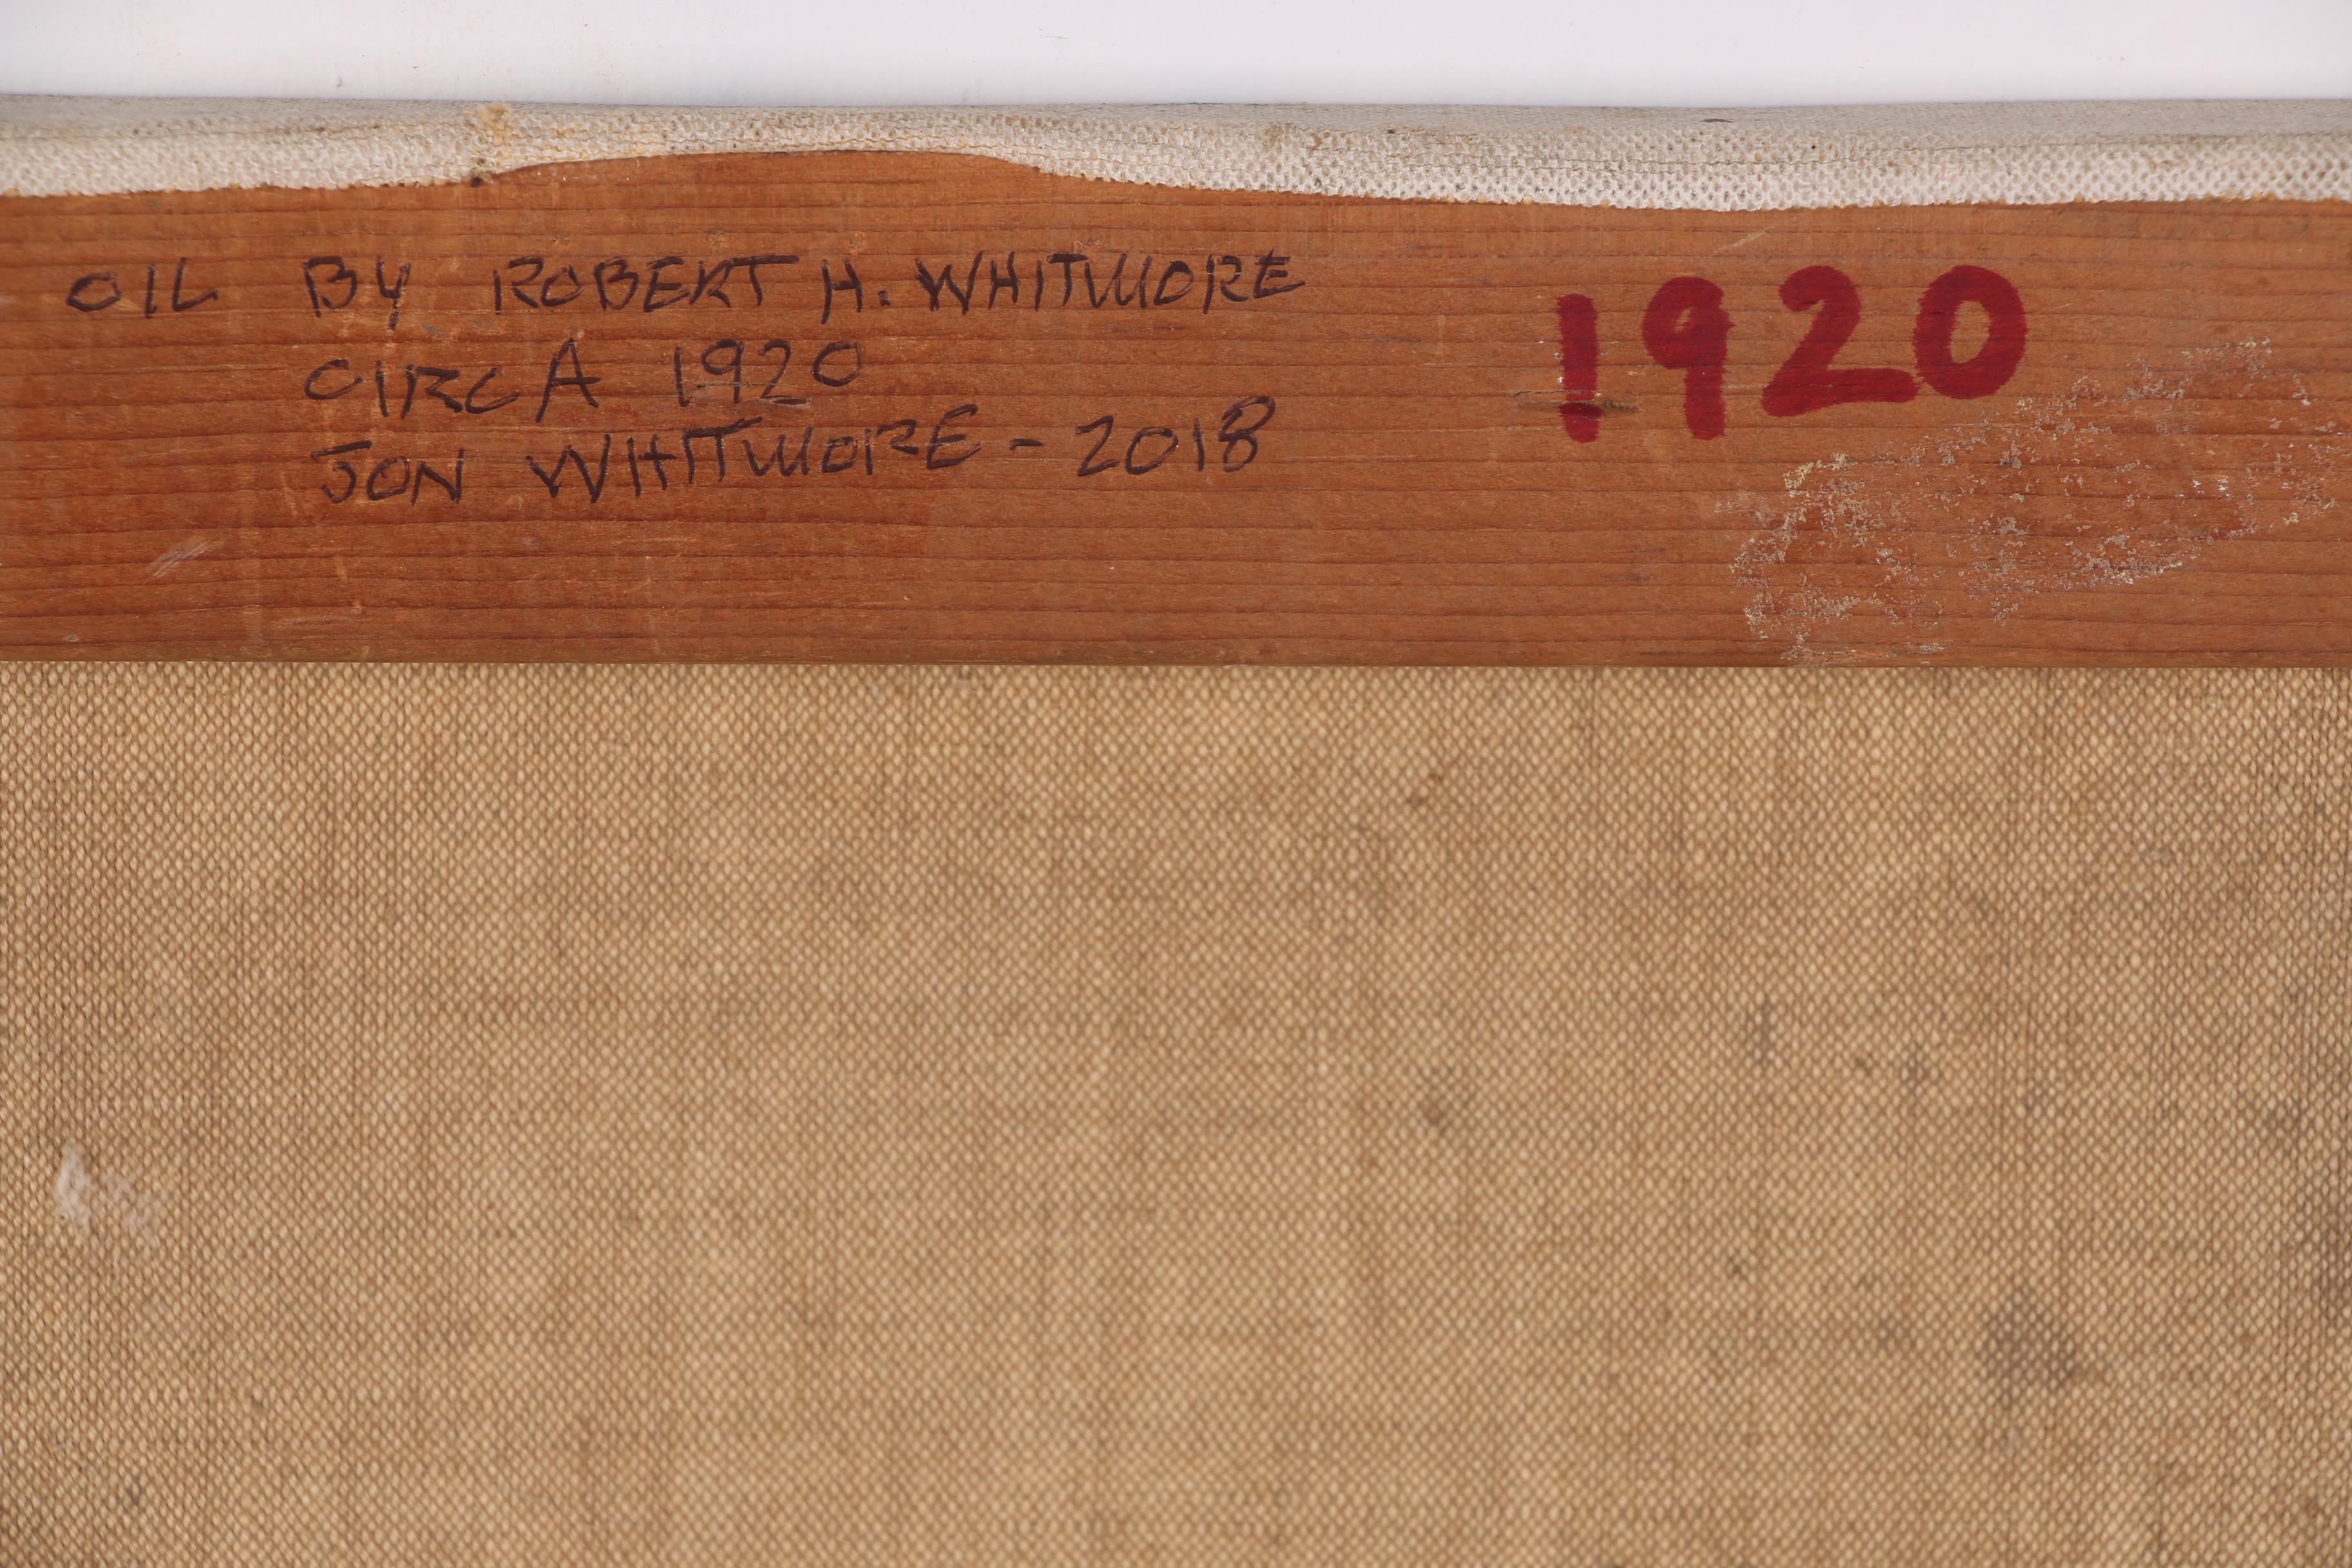 OIL BY ROBERT H. WHITMORE
CIRCA 1920
JON WHITMORE - 2018
1920